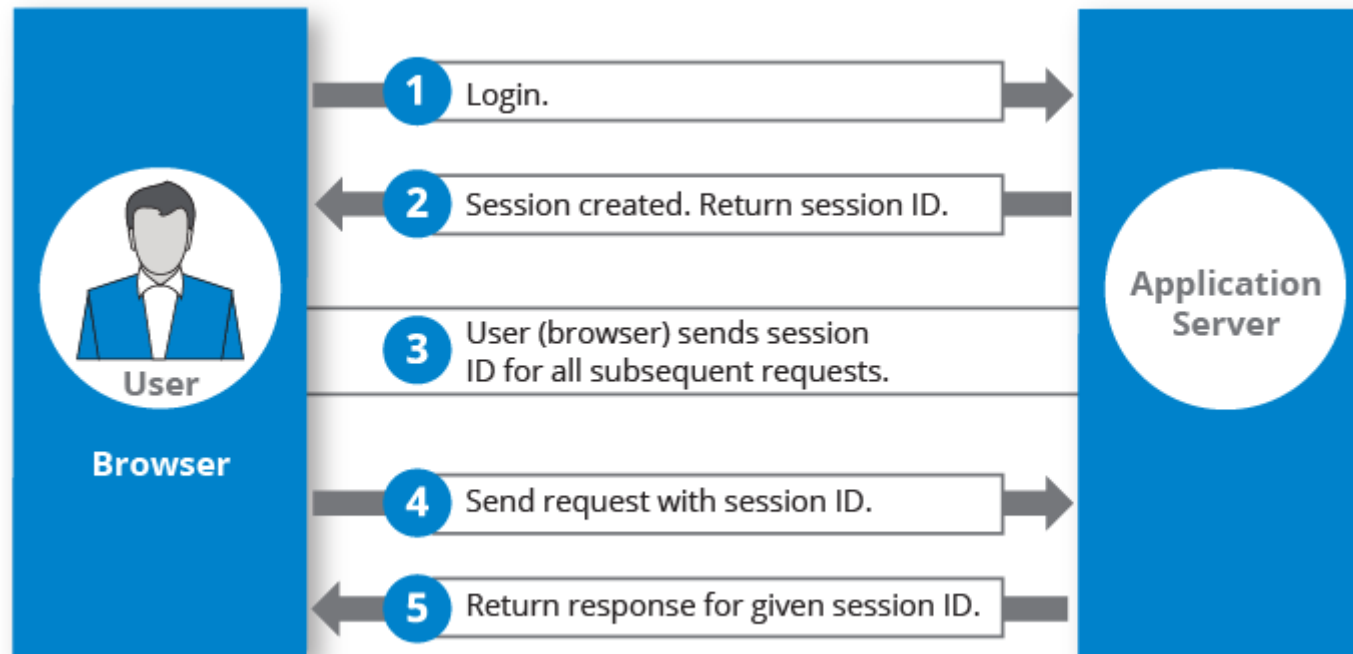 1
Login.
2
Session created. Return session ID.
3
User (browser) sends session
ID for all subsequent requests.
User
Browser
Application
Server
4
Send request with session ID.
5
Return response for given session ID.